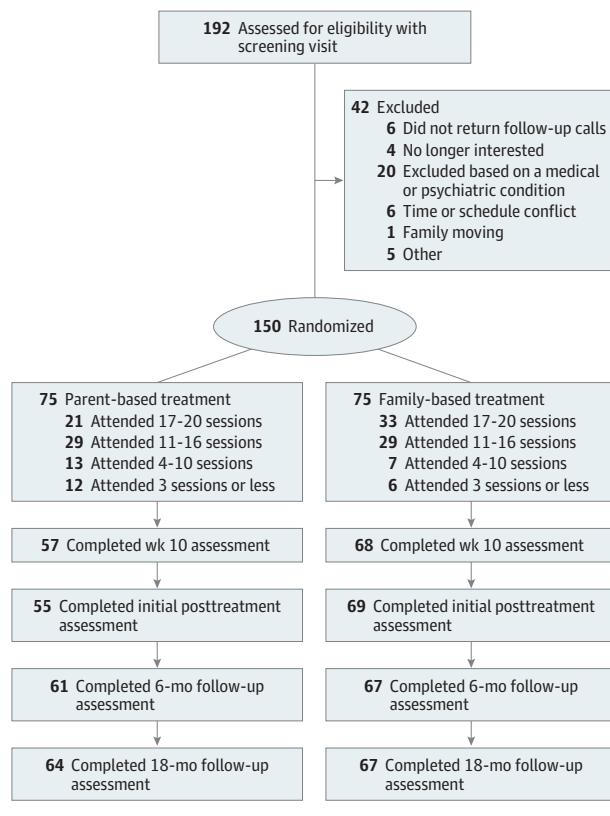 192 Assessed for eligibility with
screening visit
42 Excluded
6 Did not return follow-up calls
4 No longer interested
20 Excluded based on a medical
or psychiatric condition
6 Time or schedule conflict
1 Family moving
5 Other
150 Randomized
75 Parent-based treatment
21 Attended 17-20 sessions
29 Attended 11-16 sessions
13 Attended 4-10 sessions
12 Attended 3 sessions or less
75 Family-based treatment
33 Attended 17-20 sessions
29 Attended 11-16 sessions
7 Attended 4-10 sessions
6 Attended 3 sessions or less
57 Completed wk 10 assessment
68 Completed wk 10 assessment
55 Completed initial posttreatment
assessment
69 Completed initial posttreatment
assessment
61 Completed 6-mo follow-up
assessment
67 Completed 6-mo follow-up
assessment
64 Completed 18-mo follow-up
assessment
67 Completed 18-mo follow-up
assessment